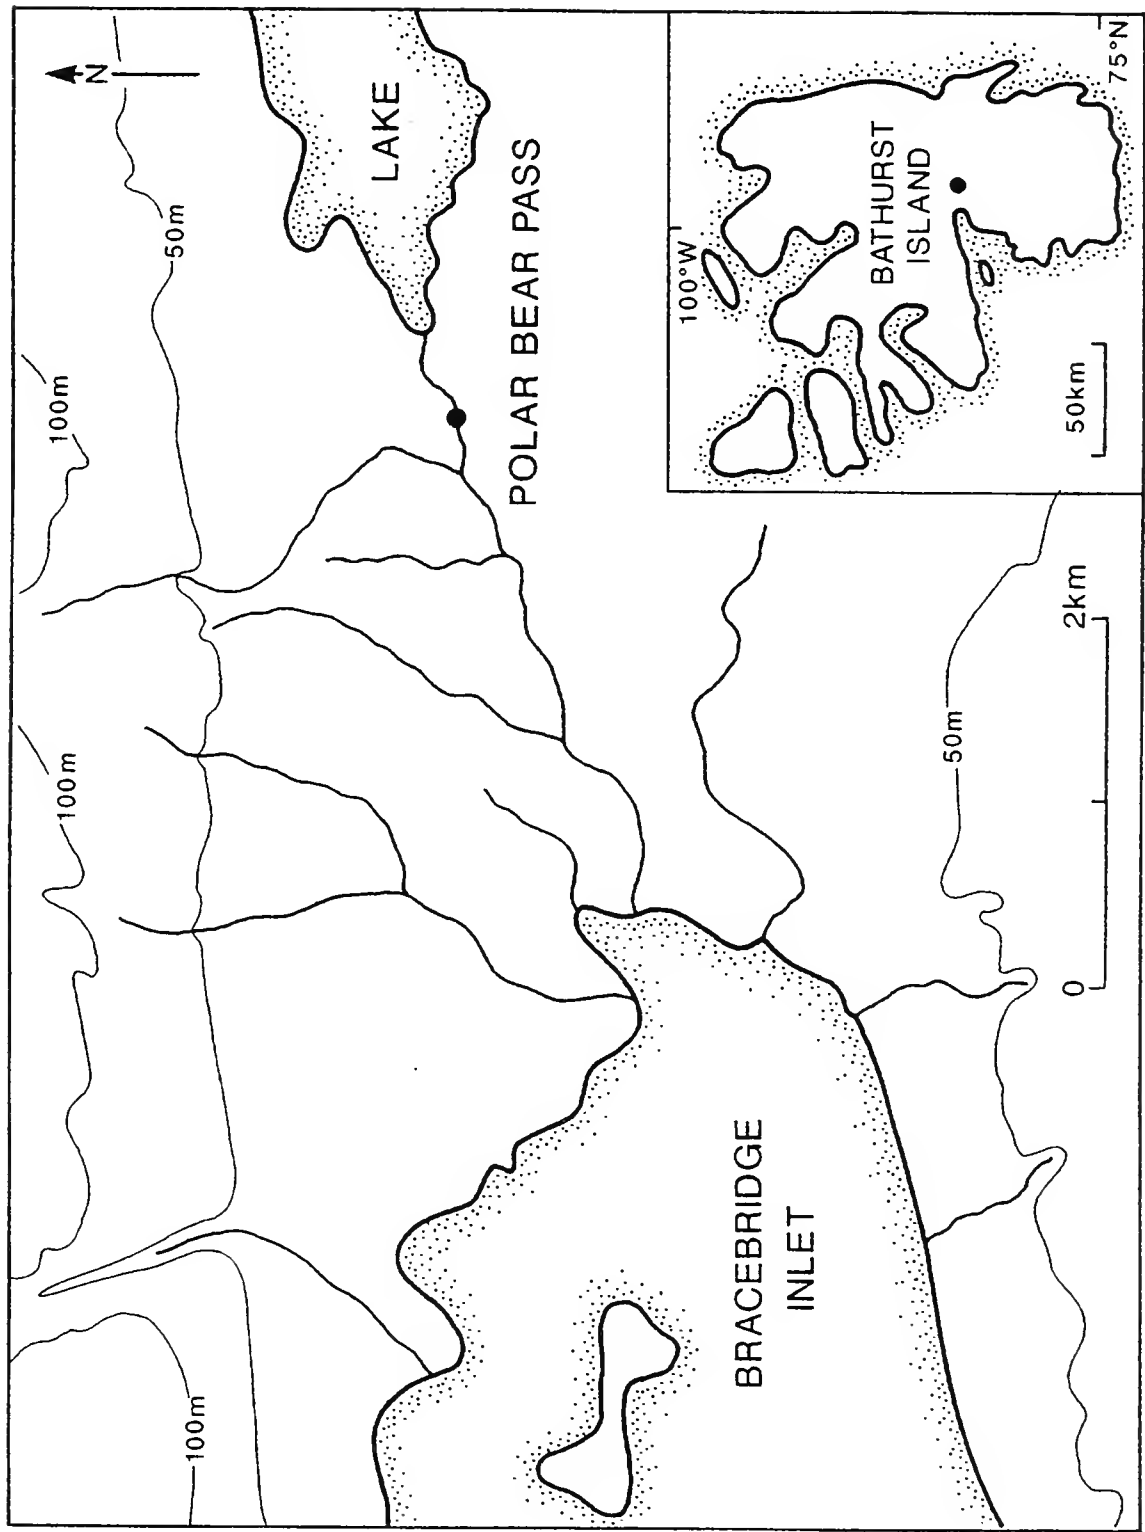 N
50m
100m
LAKE
POLAR BEAR PASS
100m
100m
BRACEBRIDGE
INLET
50m
0
2km
100°W
75°N
BATHURST
ISLAND
50km